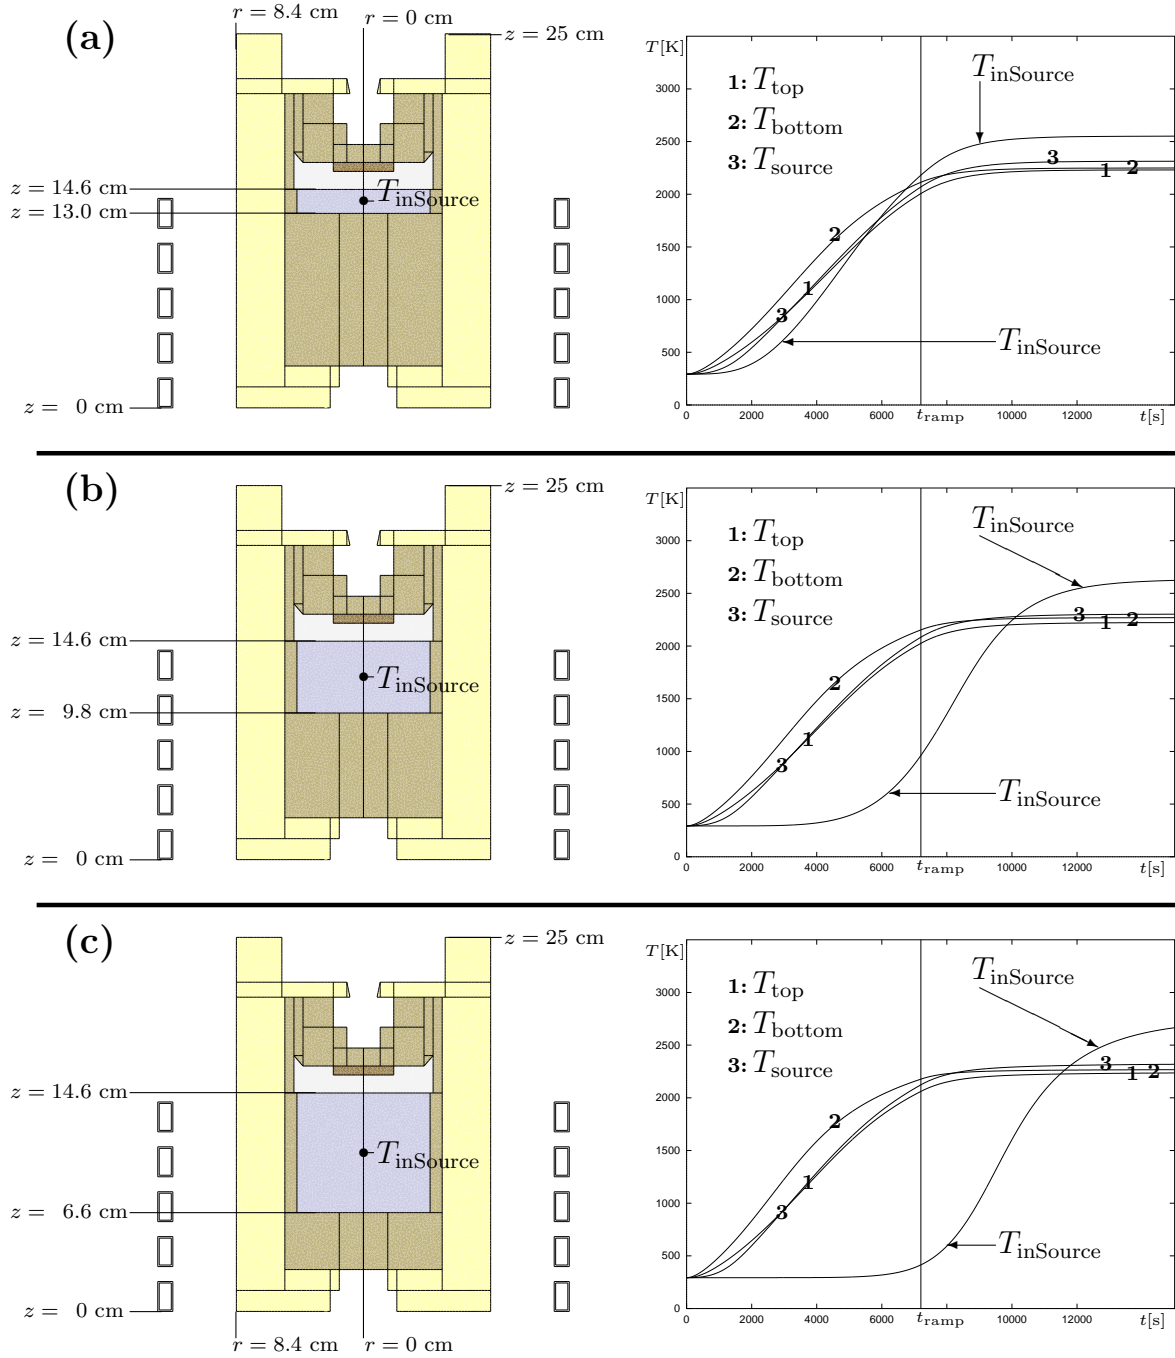 (a)
r = 8.4 cm
r = 0 cm
z = 25 cm
z = 14.6 cm
z = 13.0 cm
z = 0 cm
T_inSource
T[K]
3000
2500
2000
1500
1000
500
0
1: T_top
2: T_bottom
3: T_source
T_inSource
3
1
2
2
1
3
T_inSource
0
2000
4000
6000
t_ramp
10000
12000
t[s]
(b)
z = 25 cm
z = 14.6 cm
z = 9.8 cm
z = 0 cm
T_inSource
T[K]
3000
2500
2000
1500
1000
500
0
1: T_top
2: T_bottom
3: T_source
T_inSource
3
1
2
2
1
3
T_inSource
0
2000
4000
6000
t_ramp
10000
12000
t[s]
(c)
z = 25 cm
z = 14.6 cm
z = 6.6 cm
z = 0 cm
T_inSource
r = 8.4 cm
r = 0 cm
T[K]
3000
2500
2000
1500
1000
500
0
1: T_top
2: T_bottom
3: T_source
T_inSource
3
1
2
2
1
3
T_inSource
0
2000
4000
6000
t_ramp
10000
12000
t[s]